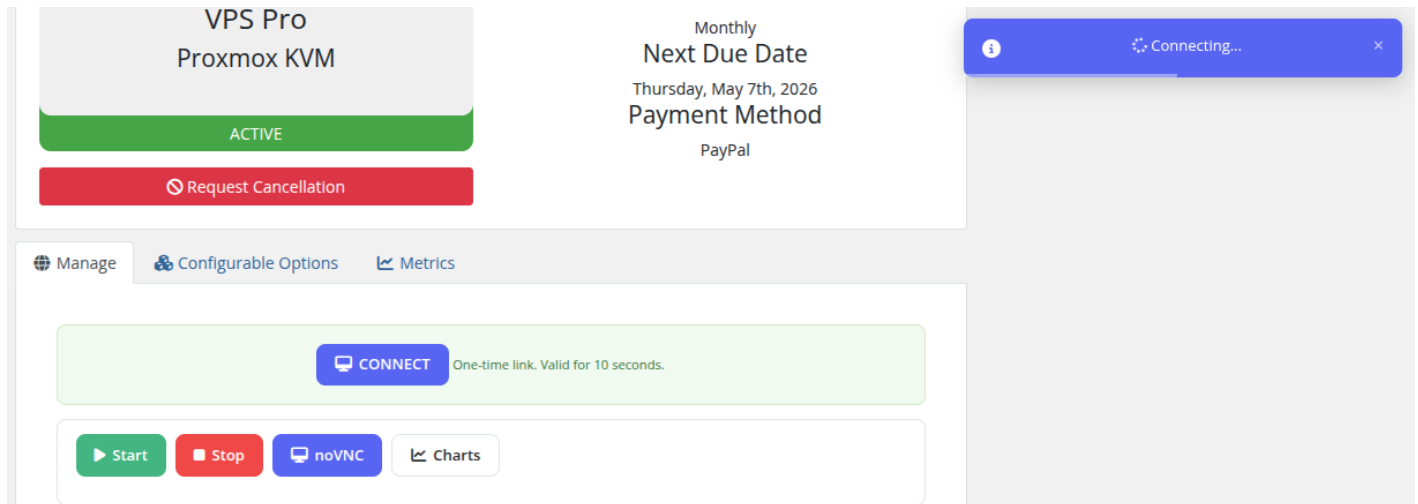 VPS Pro
Proxmox KVM
ACTIVE
Request Cancellation
Monthly
Next Due Date
Thursday, May 7th, 2026
Payment Method
PayPal
Connecting...
Manage
Configurable Options
Metrics
CONNECT One-time link. Valid for 10 seconds.
Start
Stop
noVNC
Charts